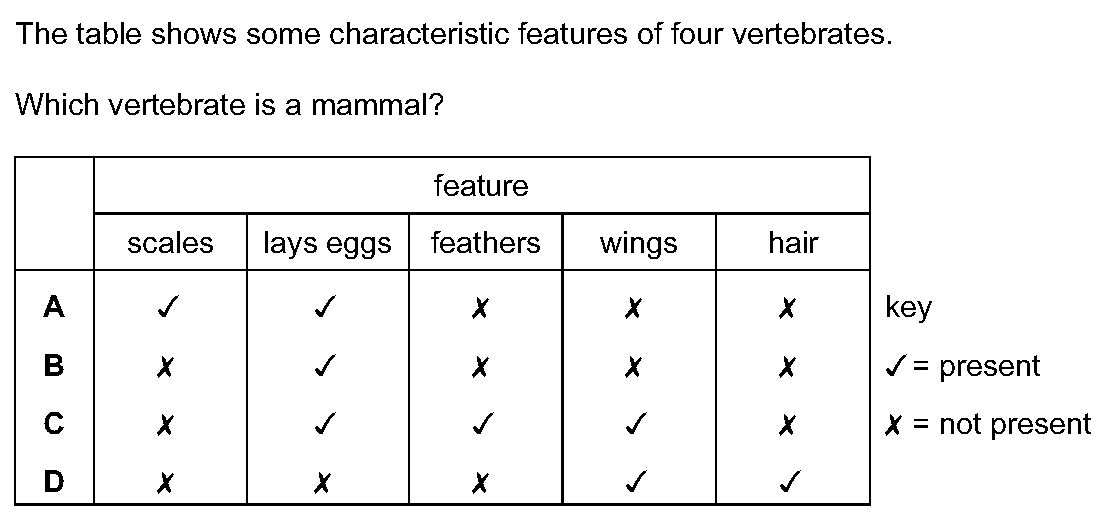 The table shows some characteristic features of four vertebrates.
Which vertebrate is a mammal?
feature
scales lays eggs feathers wings hair
A ✓ ✓ ✗ ✗ ✗ key
B ✗ ✓ ✗ ✗ ✗ ✓ = present
C ✗ ✓ ✓ ✓ ✗ ✗ = not present
D ✗ ✗ ✗ ✓ ✓